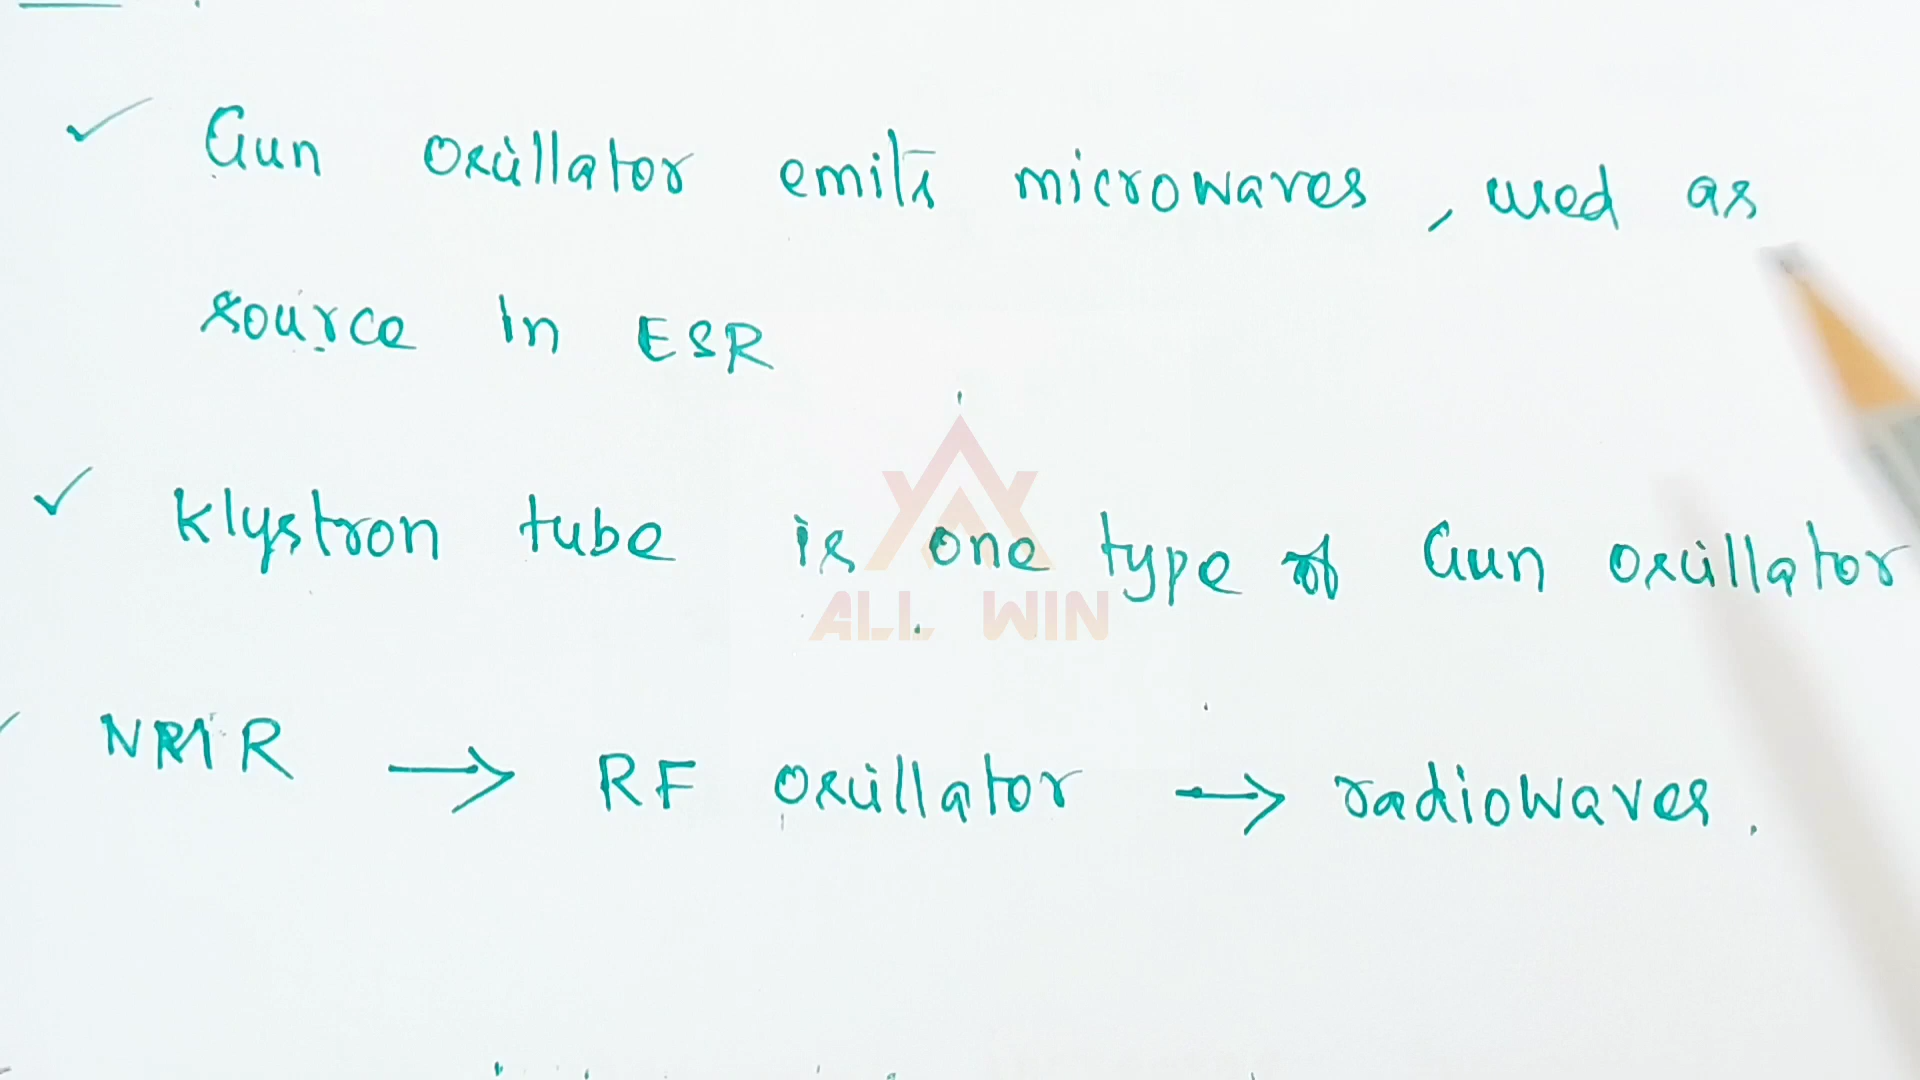 Gun oscillator emits microwaves, used as
source in ESR
Klystron tube is one type of Gun oscillator
ALL WIN
NMR → RF oscillator → radiowaves.